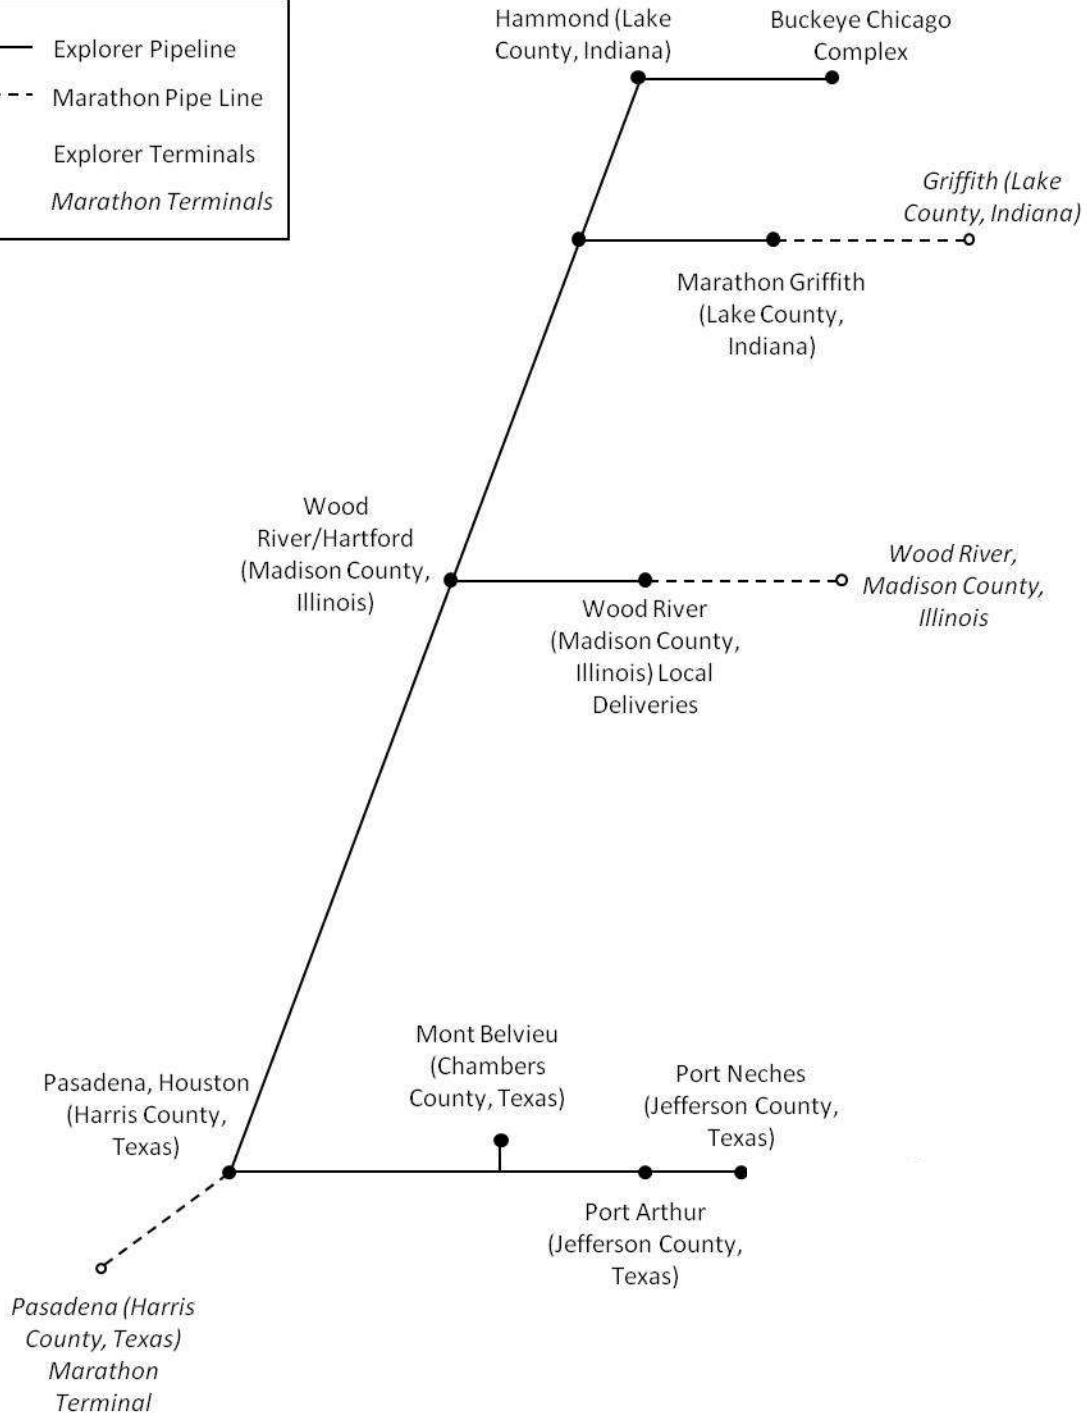 Explorer Pipeline
Marathon Pipe Line
Explorer Terminals
Marathon Terminals
Hammond (Lake
County, Indiana)
Buckeye Chicago
Complex
Griffith (Lake
County, Indiana)
Marathon Griffith
(Lake County,
Indiana)
Wood
River/Hartford
(Madison County,
Illinois)
Wood River
(Madison County,
Illinois) Local
Deliveries
Wood River,
Madison County,
Illinois
Pasadena, Houston
(Harris County,
Texas)
Mont Belvieu
(Chambers
County, Texas)
Port Neches
(Jefferson County,
Texas)
Port Arthur
(Jefferson County,
Texas)
Pasadena (Harris
County, Texas)
Marathon
Terminal